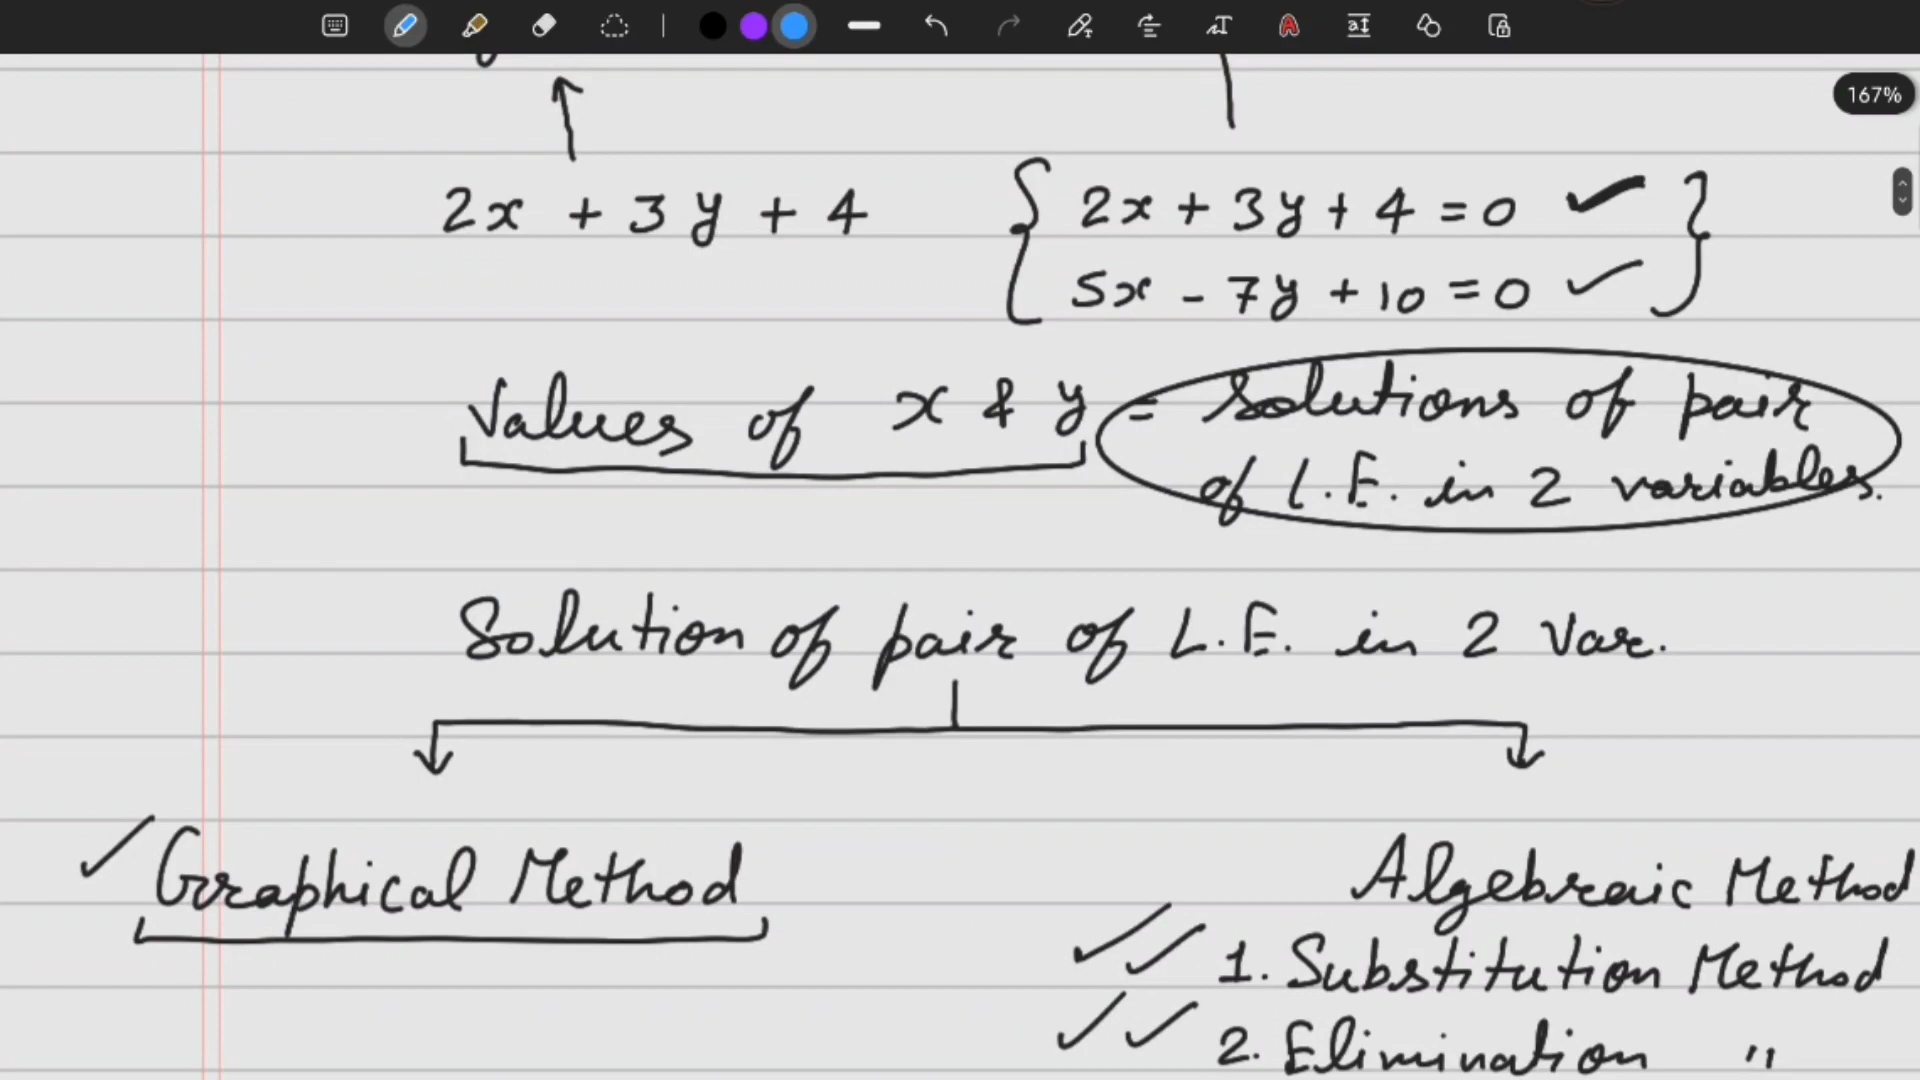 167%
2x + 3y + 4
{ 2x + 3y + 4 = 0 ✓ }
5x - 7y + 10 = 0 ✓
Values of x & y = Solutions of pair
of L.E. in 2 variables.
Solution of pair of L.E. in 2 Var.
✓ Graphical Method
Algebraic Method
✓✓ 1. Substitution Method
✓✓ 2. Elimination "